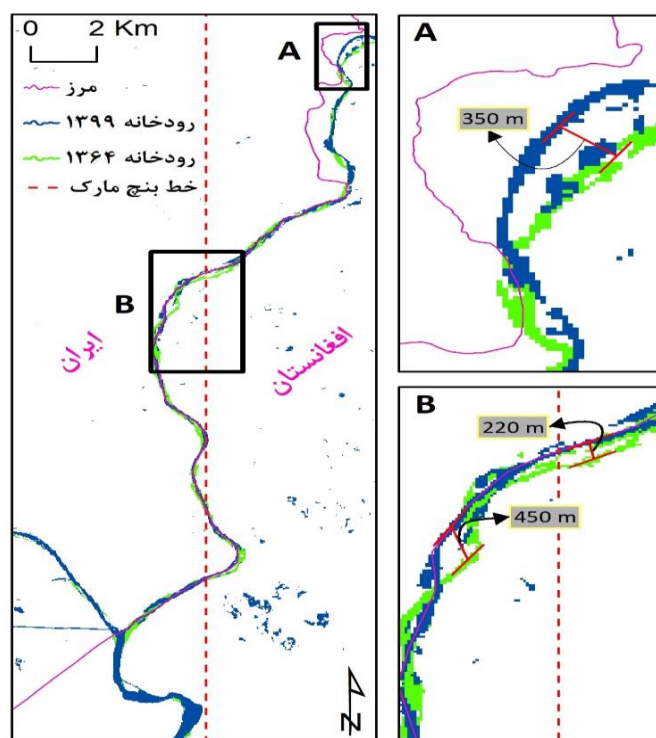 0 2 Km
مرز
رودخانه ۱۳۹۹
رودخانه ۱۳۶۴
خط بنچ مارک
A
B
ایران
افغانستان
N
A
350 m
B
220 m
450 m